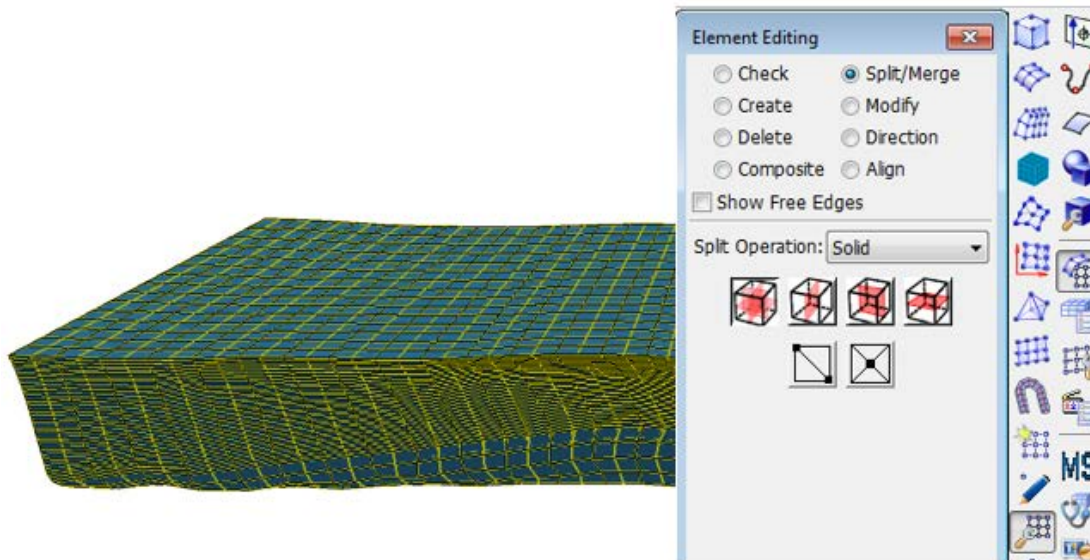 Element Editing
Check Split/Merge
Create Modify
Delete Direction
Composite Align
Show Free Edges
Split Operation: Solid
MS